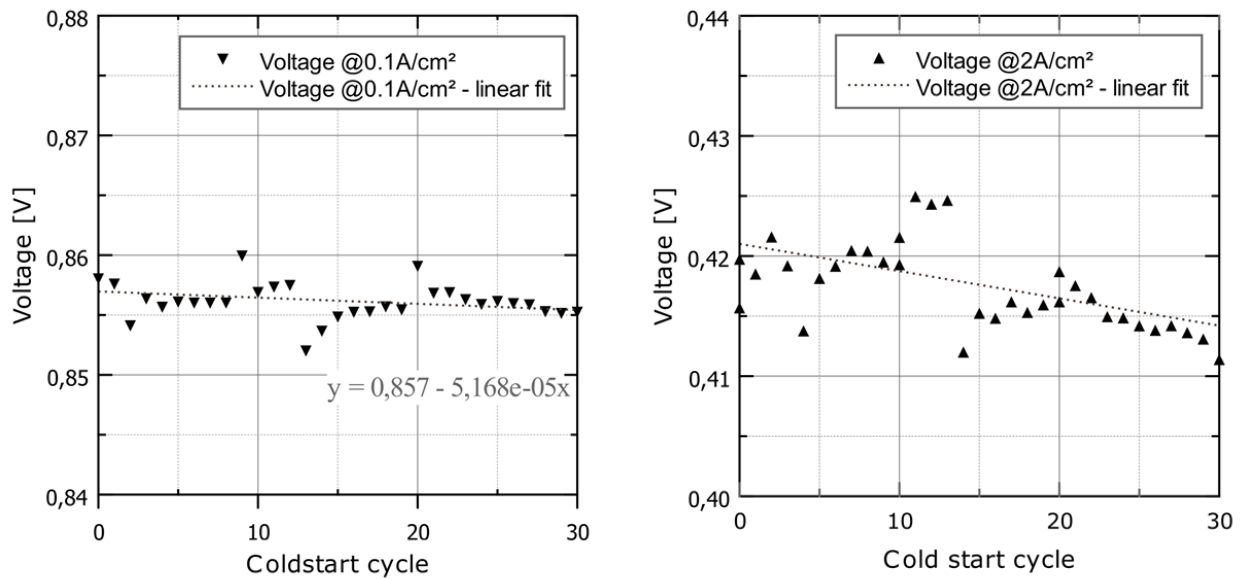 0,88
0,87
0,86
0,85
0,84
Voltage [V]
Voltage @0.1A/cm²
Voltage @0.1A/cm² - linear fit
y = 0,857 - 5,168e-05x
0 10 20 30
Coldstart cycle
0,44
0,43
0,42
0,41
0,40
Voltage [V]
Voltage @2A/cm²
Voltage @2A/cm² - linear fit
0 10 20 30
Cold start cycle